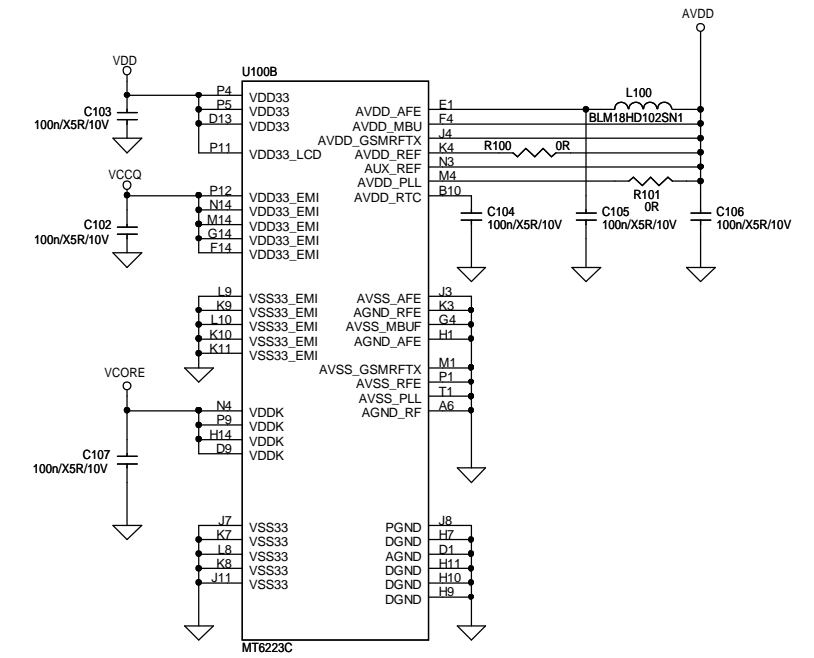 AVDD
VDD
U100B
C103
100n/X5R/10V
P4 VDD33
P5 VDD33
D13 VDD33
P11 VDD33_LCD
AVDD_AFE E1
AVDD_MBU F4
AVDD_GSMRFTX J4
AVDD_REF K4
AUX_REF N3
AVDD_PLL M4
AVDD_RTC B10
L100
BLM18HD102SN1
R100 0R
R101
0R
VCCQ
C102
100n/X5R/10V
P12 VDD33_EMI
N14 VDD33_EMI
M14 VDD33_EMI
G14 VDD33_EMI
F14 VDD33_EMI
C104
100n/X5R/10V
C105
100n/X5R/10V
C106
100n/X5R/10V
L9 VSS33_EMI
K9 VSS33_EMI
L10 VSS33_EMI
K10 VSS33_EMI
K11 VSS33_EMI
AVSS_AFE J3
AGND_RFE K3
AVSS_MBUF G4
AGND_AFE H1
AVSS_GSMRFTX M1
AVSS_RFE P1
AVSS_PLL T1
AGND_RF A6
VCORE
C107
100n/X5R/10V
N4 VDDK
P9 VDDK
H14 VDDK
D9 VDDK
J7 VSS33
K7 VSS33
L8 VSS33
K8 VSS33
J11 VSS33
PGND J8
DGND H7
AGND D1
DGND H11
DGND H10
DGND H9
MT6223C